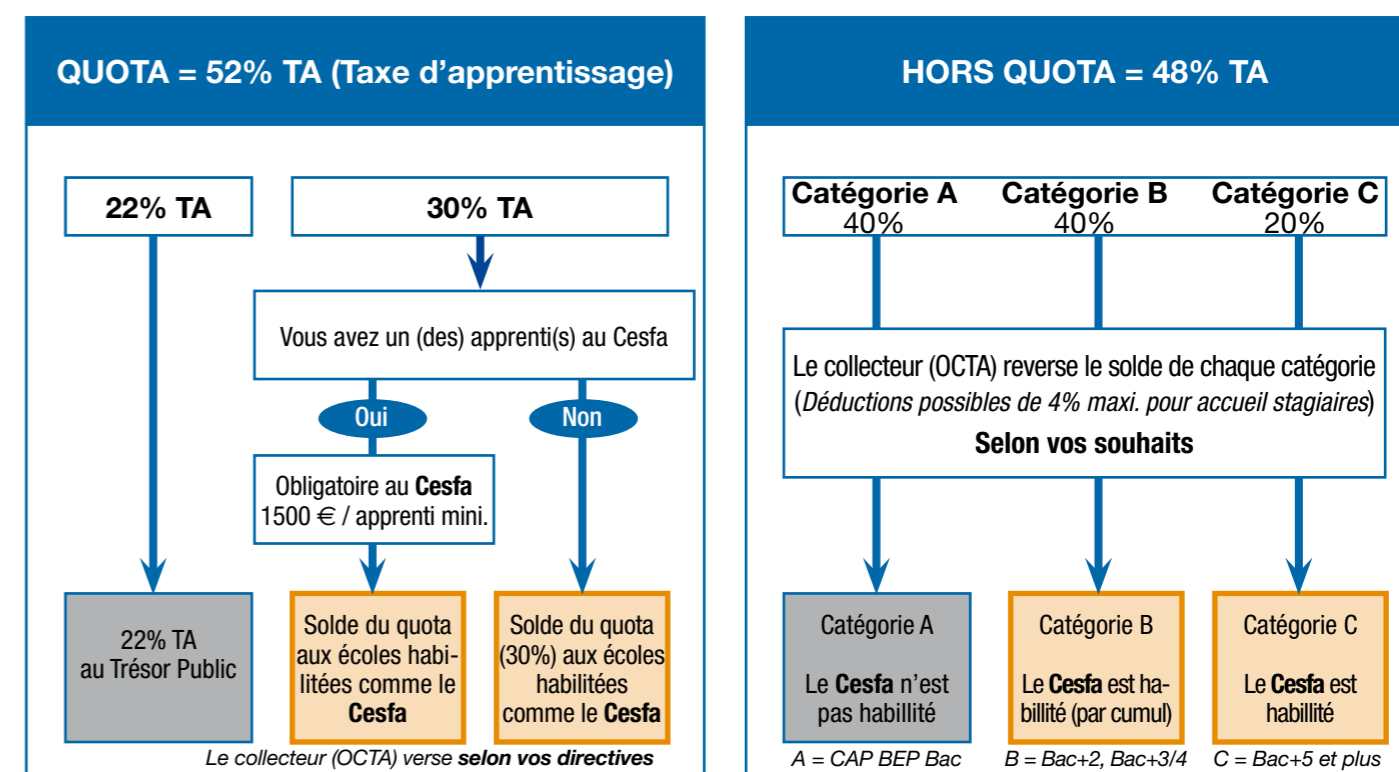 QUOTA = 52% TA (Taxe d'apprentissage)
22% TA
30% TA
Vous avez un (des) apprenti(s) au Cesfa
Oui
Non
Obligatoire au Cesfa
1500 € / apprenti mini.
22% TA
au Trésor Public
Solde du quota
aux écoles habi-
litées comme le
Cesfa
Solde du quota
(30%) aux écoles
habilitées
comme le Cesfa
Le collecteur (OCTA) verse selon vos directives
HORS QUOTA = 48% TA
Catégorie A
40%
Catégorie B
40%
Catégorie C
20%
Le collecteur (OCTA) reverse le solde de chaque catégorie
(Déductions possibles de 4% maxi. pour accueil stagiaires)
Selon vos souhaits
Catégorie A
Le Cesfa n'est
pas habillité
Catégorie B
Le Cesfa est ha-
billité (par cumul)
Catégorie C
Le Cesfa est
habillité
A = CAP BEP Bac
B = Bac+2, Bac+3/4
C = Bac+5 et plus